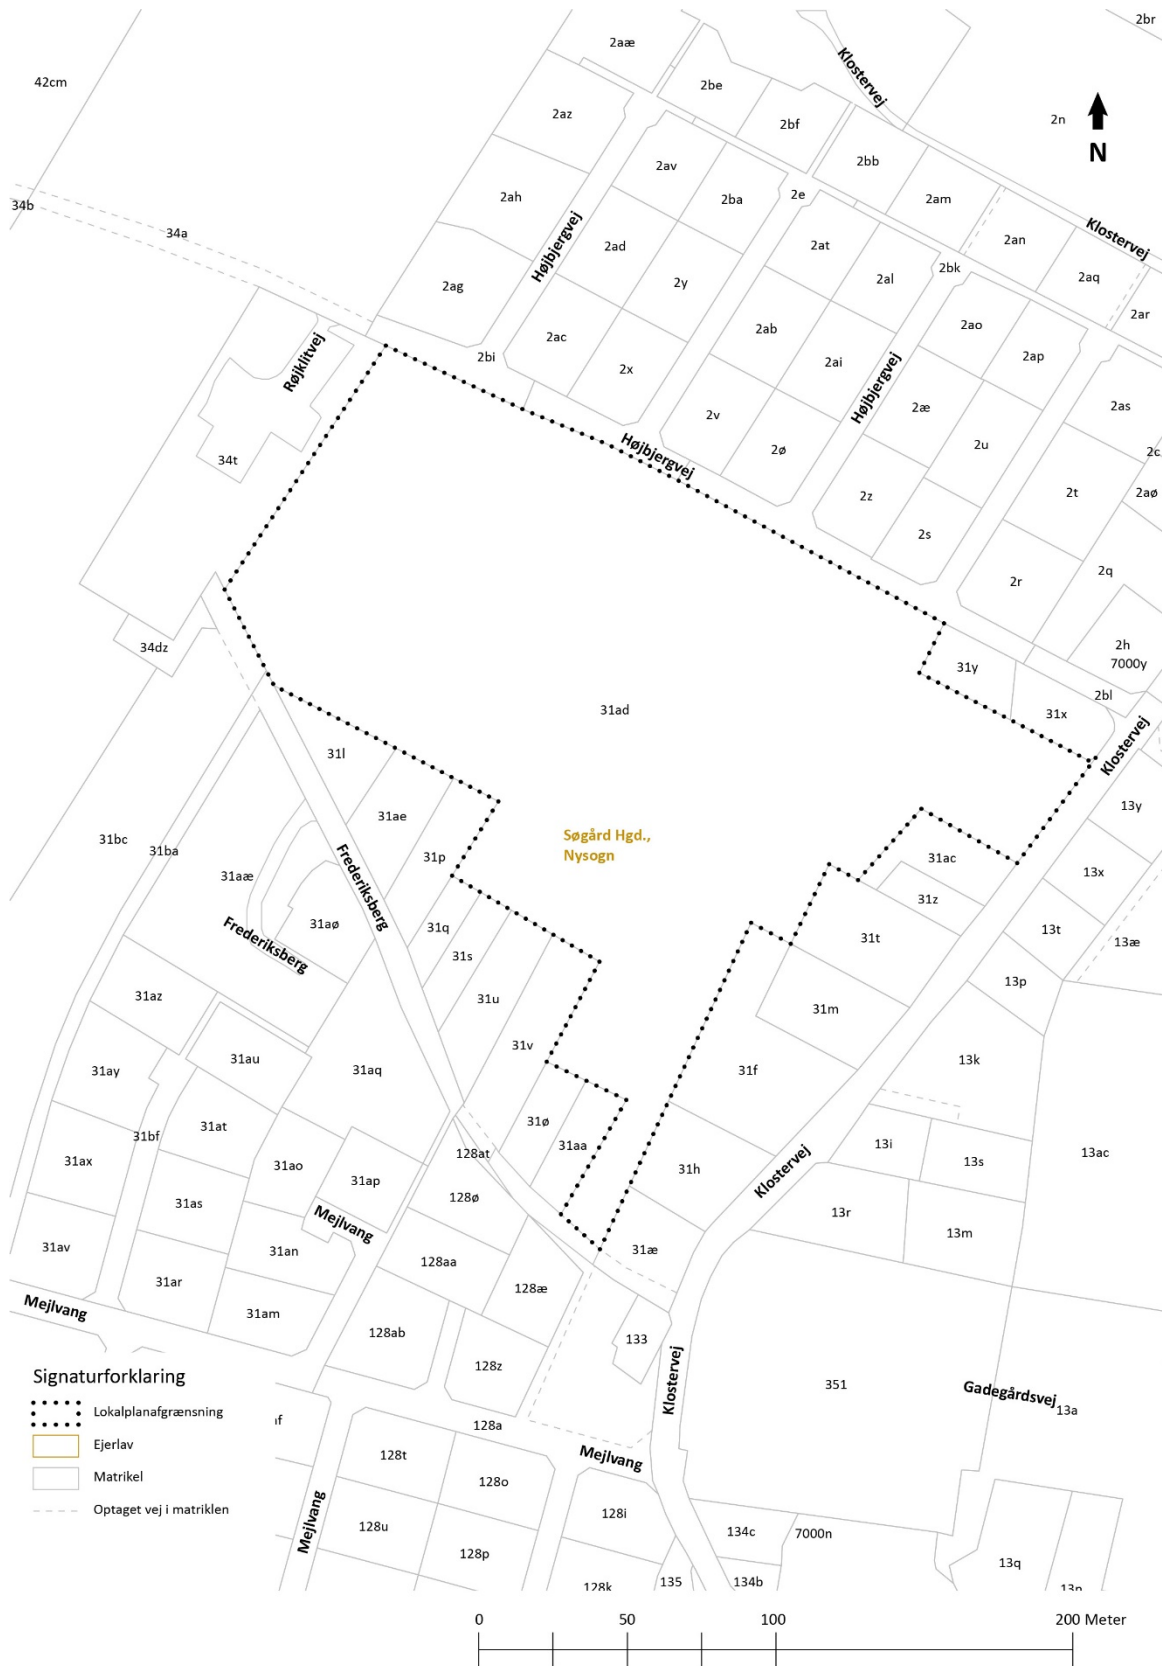 2br
2aæ
42cm
Klostervej
2be
2az
2bf
2n
N
2bb
2av
2ah
2ba
2e
2am
34b
34a
Højbjergvej
2ad
2at
2an
Klostervej
2ag
2y
2al
2bk
2aq
2ar
2ac
2ab
2ao
2bi
2x
2ai
2ap
Røjklitvej
Højbjergvej
2æ
2as
2v
Højbjergvej
2ø
2u
2c
34t
2z
2t
2aø
2s
2r
2q
34dz
2h
7000y
31y
2bl
31ad
31x
Klostervej
31l
31ae
13y
Søgård Hgd.,
Nysogn
31bc
31ba
31p
31ac
13x
31aæ
Frederiksberg
31z
31aø
31q
31t
13t
Frederiksberg
31s
13æ
31az
31u
31m
13p
31v
31au
31ay
31aq
31f
13k
31at
31bf
31ø
31aa
13i
13ac
31ax
31ao
128at
31h
13s
31ap
31as
128ø
Klostervej
13r
Mejlvang
31av
31an
31æ
13m
31ar
128aa
128æ
Mejlvang
31am
128ab
133
128z
Klostervej
351
Gadegårdsvej
13a
Signaturforklaring
Lokalplanafgrænsning
Ejerlav
Matrikel
Optaget vej i matriklen
128a
128t
Mejlvang
128o
128i
Mejlvang
128u
134c
7000n
128p
13q
128k
135
134b
13n
0
50
100
200 Meter